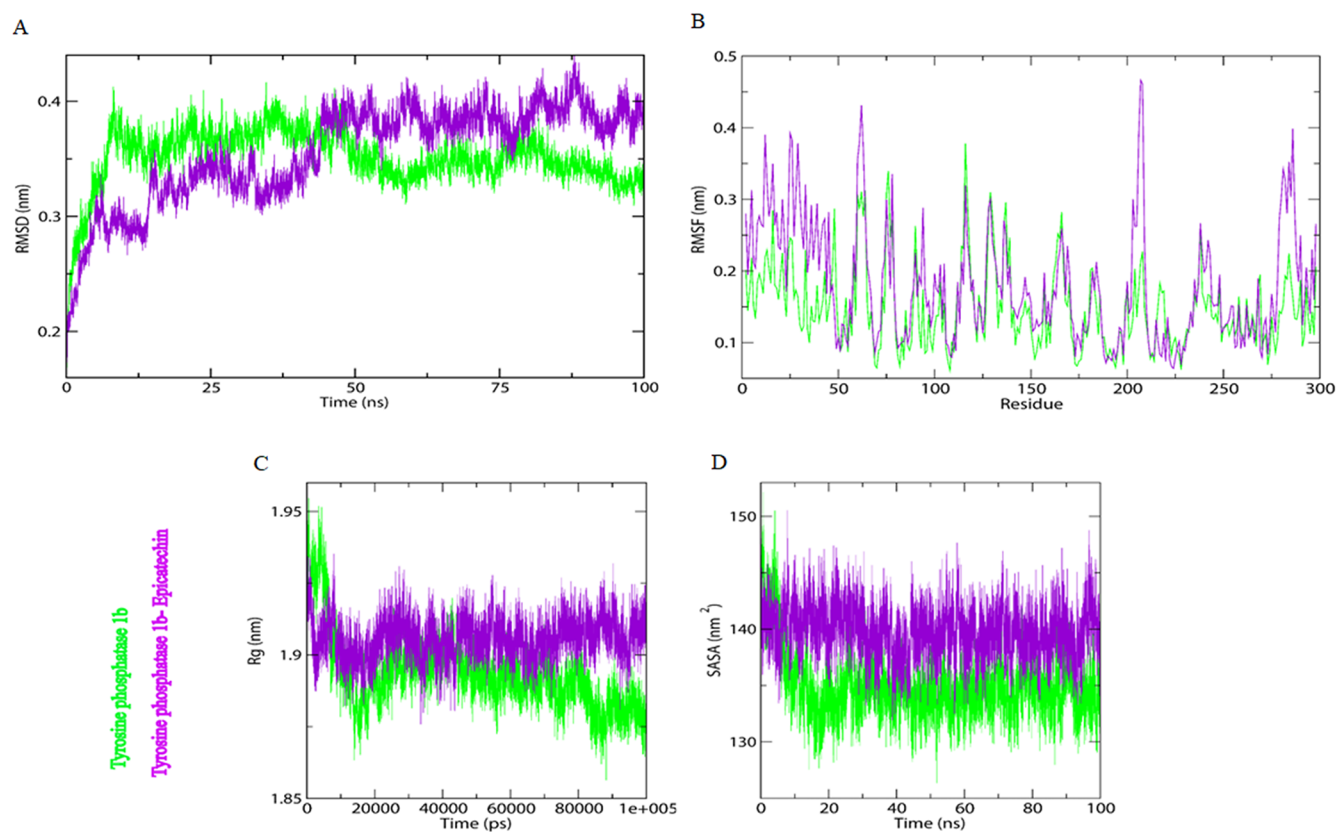 A
RMSD (nm)
0.4
0.3
0.2
0
25
50
75
100
Time (ns)
B
RMSF (nm)
0.5
0.4
0.3
0.2
0.1
0
50
100
150
200
250
300
Residue
Tyrosine phosphatase 1b
Tyrosine phosphatase 1b- Epicatechin
C
Rg (nm)
1.95
1.9
1.85
0
20000
40000
60000
80000
1e+005
Time (ps)
D
SASA (nm²)
150
140
130
0
20
40
60
80
100
Time (ns)